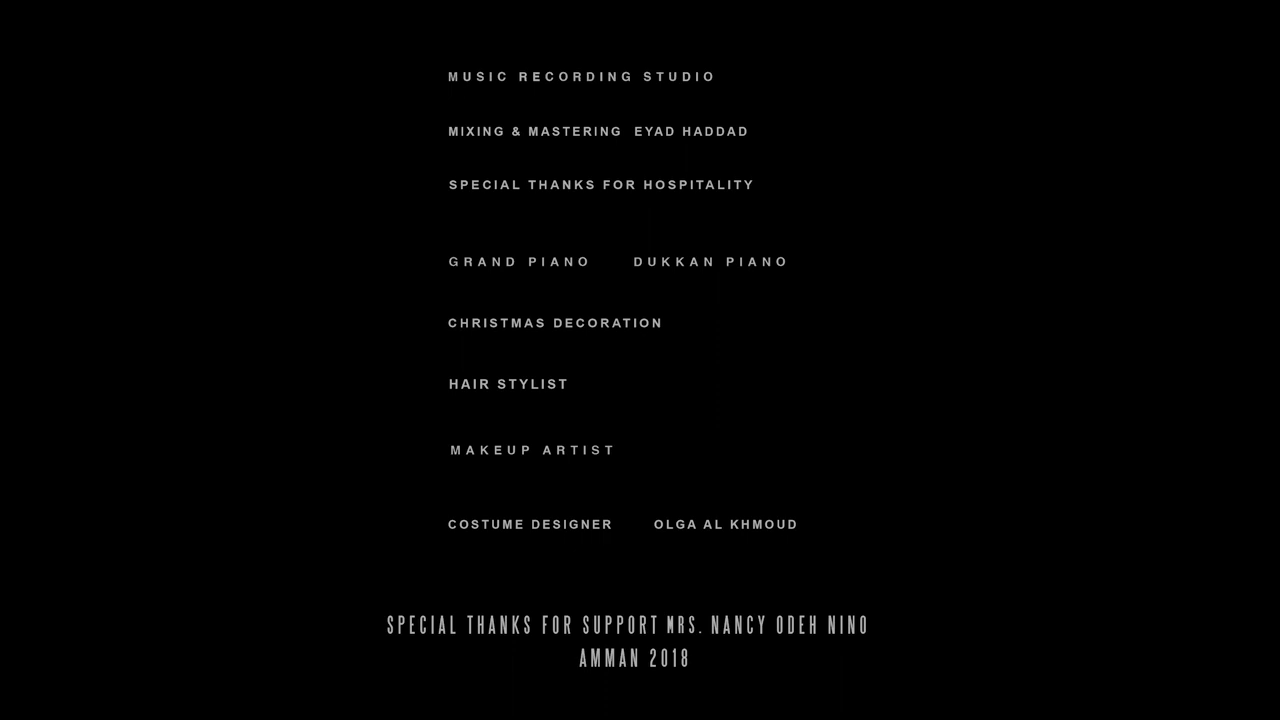 MUSIC RECORDING STUDIO
MIXING & MASTERING EYAD HADDAD
SPECIAL THANKS FOR HOSPITALITY
GRAND PIANO DUKKAN PIANO
CHRISTMAS DECORATION
HAIR STYLIST
MAKEUP ARTIST
COSTUME DESIGNER OLGA AL KHMOUD
SPECIAL THANKS FOR SUPPORT MRS. NANCY ODEH NINO
AMMAN 2018